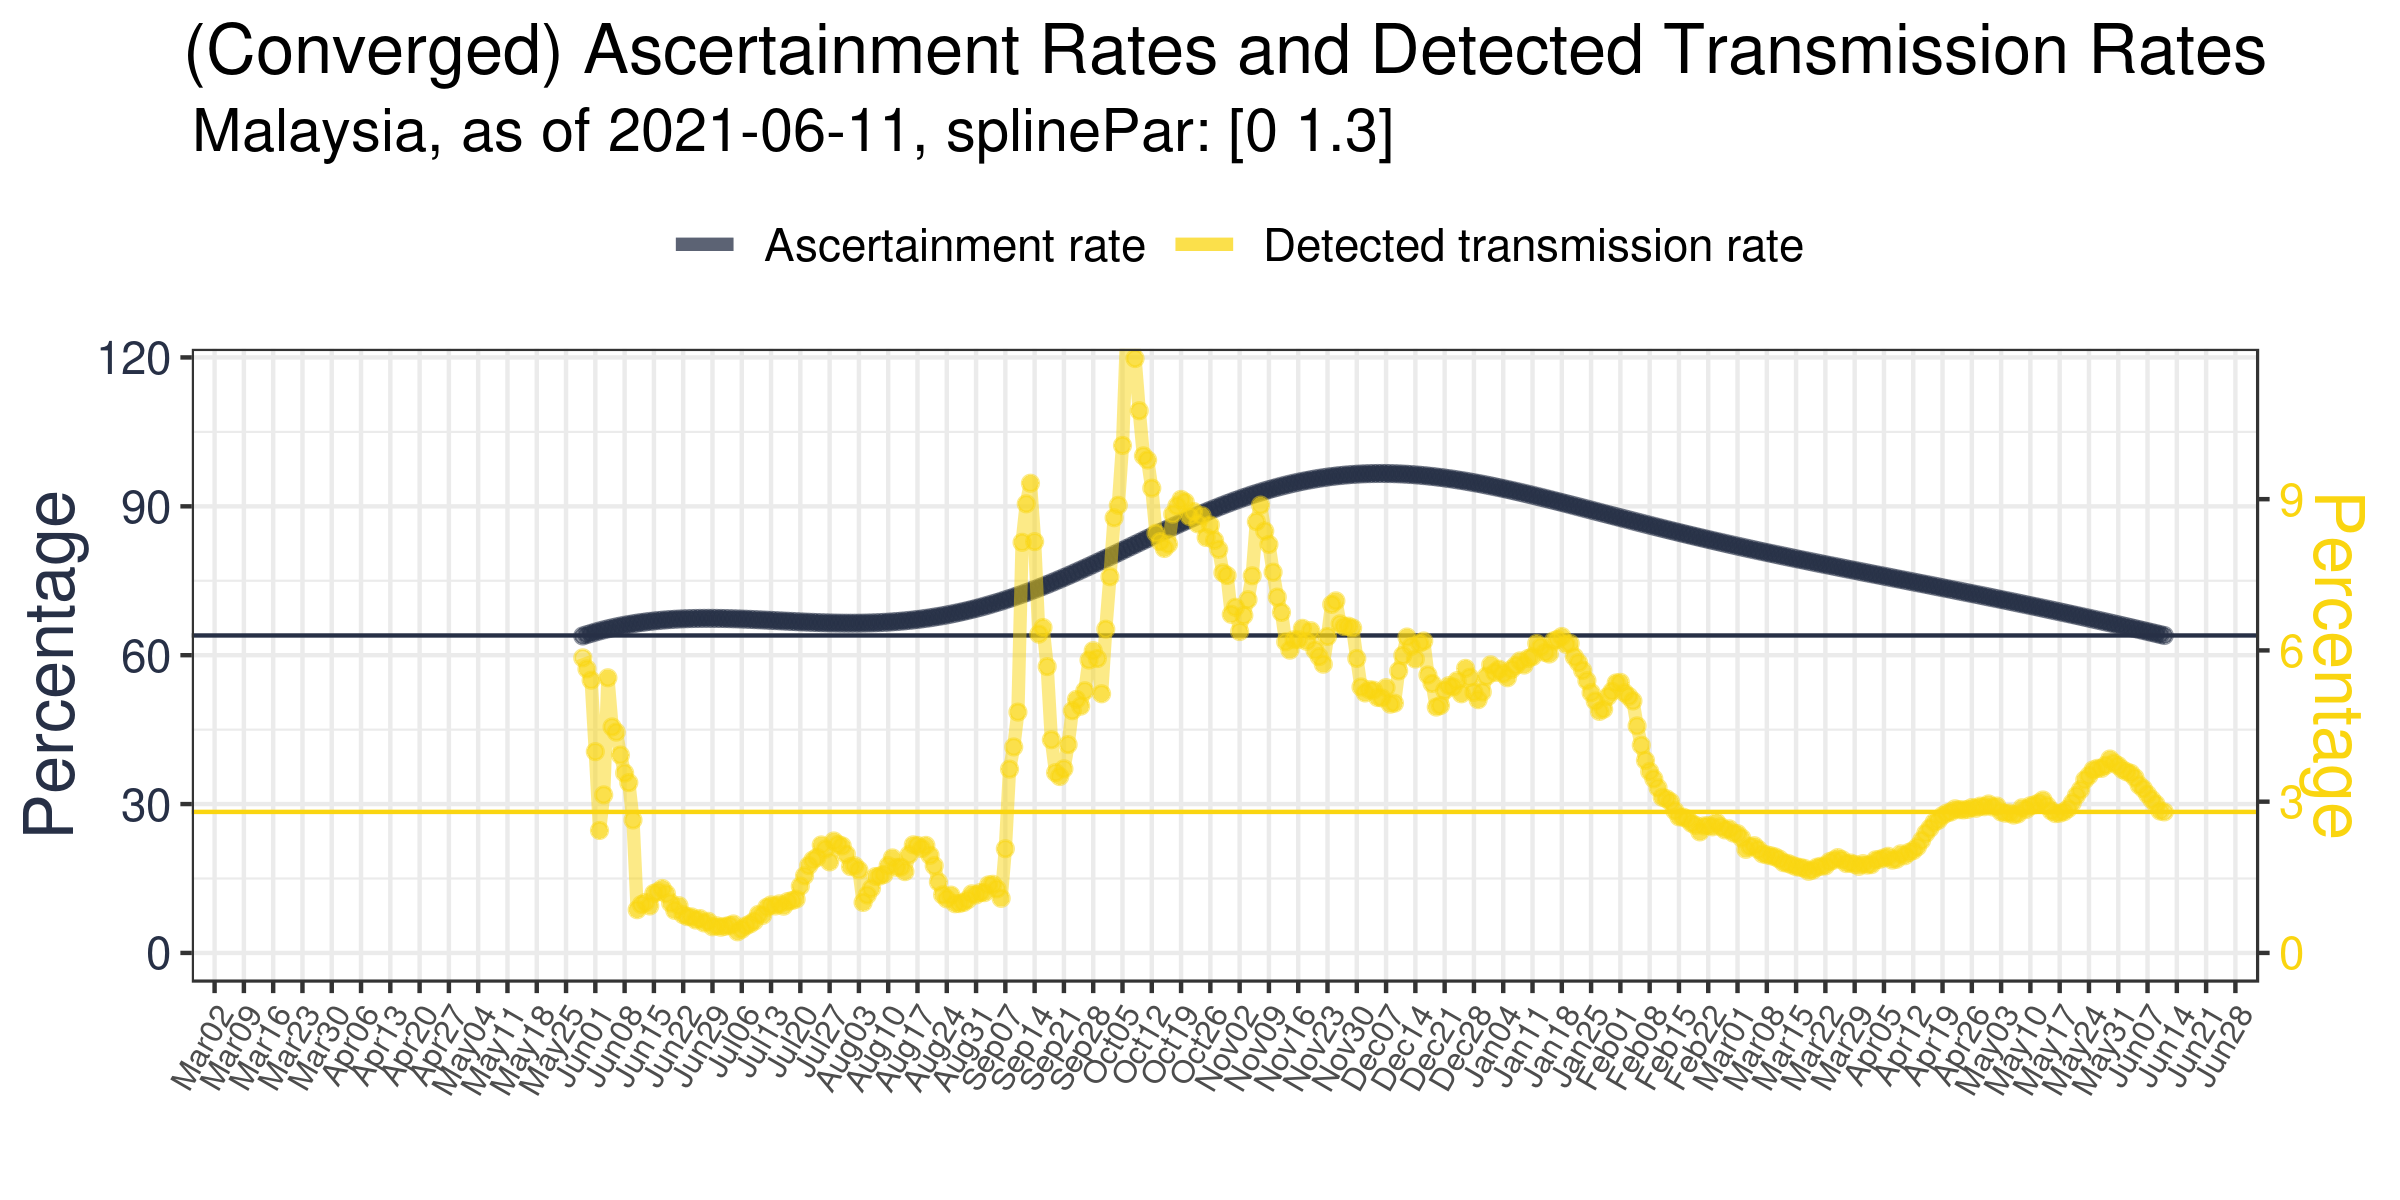 (Converged) Ascertainment Rates and Detected Transmission Rates
Malaysia, as of 2021-06-11, splinePar: [0 1.3]
Ascertainment rate
Detected transmission rate
Percentage
120
90
60
30
0
9
6
3
0
Percentage
Mar02
Mar09
Mar16
Mar23
Mar30
Apr06
Apr13
Apr20
Apr27
May04
May11
May18
May25
Jun01
Jun08
Jun15
Jun22
Jun29
Jul06
Jul13
Jul20
Jul27
Aug03
Aug10
Aug17
Aug24
Aug31
Sep07
Sep14
Sep21
Sep28
Oct05
Oct12
Oct19
Oct26
Nov02
Nov09
Nov16
Nov23
Nov30
Dec07
Dec14
Dec21
Dec28
Jan04
Jan11
Jan18
Jan25
Feb01
Feb08
Feb15
Feb22
Mar01
Mar08
Mar15
Mar22
Mar29
Apr05
Apr12
Apr19
Apr26
May03
May10
May17
May24
May31
Jun07
Jun14
Jun21
Jun28